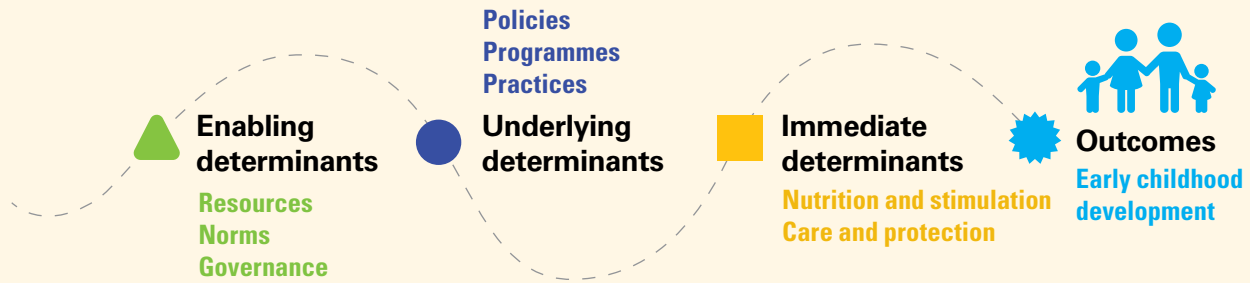 Enabling
determinants
Resources
Norms
Governance
Policies
Programmes
Practices
Underlying
determinants
Immediate
determinants
Nutrition and stimulation
Care and protection
Outcomes
Early childhood
development